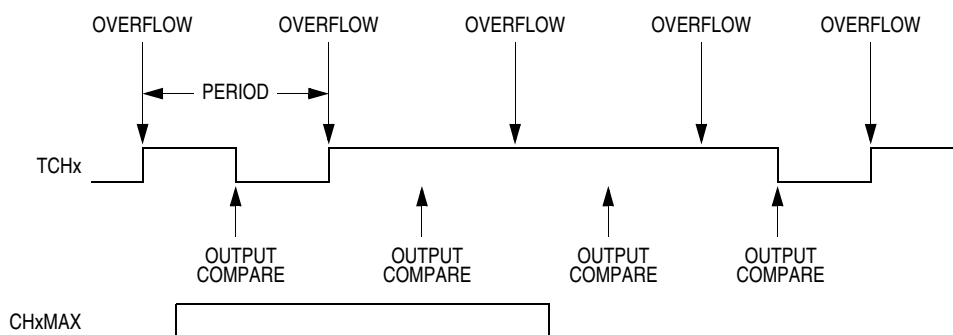 OVERFLOW OVERFLOW OVERFLOW OVERFLOW OVERFLOW
PERIOD
TCHx
OUTPUT COMPARE OUTPUT COMPARE OUTPUT COMPARE OUTPUT COMPARE
CHxMAX